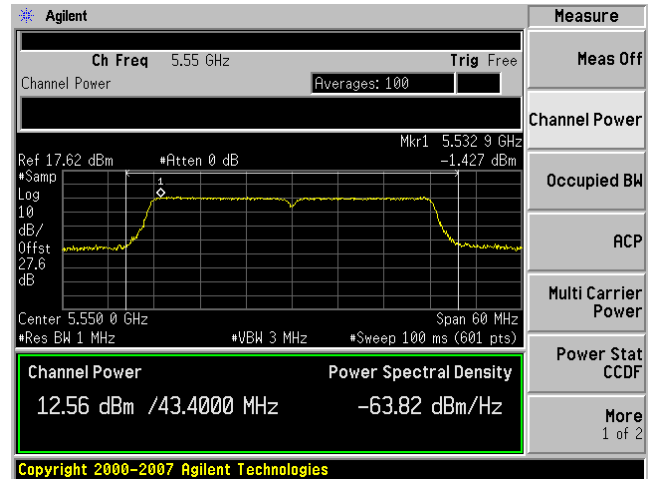 Agilent
Measure
Ch Freq 5.55 GHz Trig Free
Channel Power Averages: 100
Mkr1 5.532 9 GHz
Ref 17.62 dBm #Atten 0 dB -1.427 dBm
#Samp
Log
10
dB/
Offst
27.6
dB
1
Center 5.550 0 GHz Span 60 MHz
#Res BW 1 MHz #VBW 3 MHz #Sweep 100 ms (601 pts)
Channel Power Power Spectral Density
12.56 dBm /43.4000 MHz -63.82 dBm/Hz
Meas Off
Channel Power
Occupied BW
ACP
Multi Carrier
Power
Power Stat
CCDF
More
1 of 2
Copyright 2000-2007 Agilent Technologies